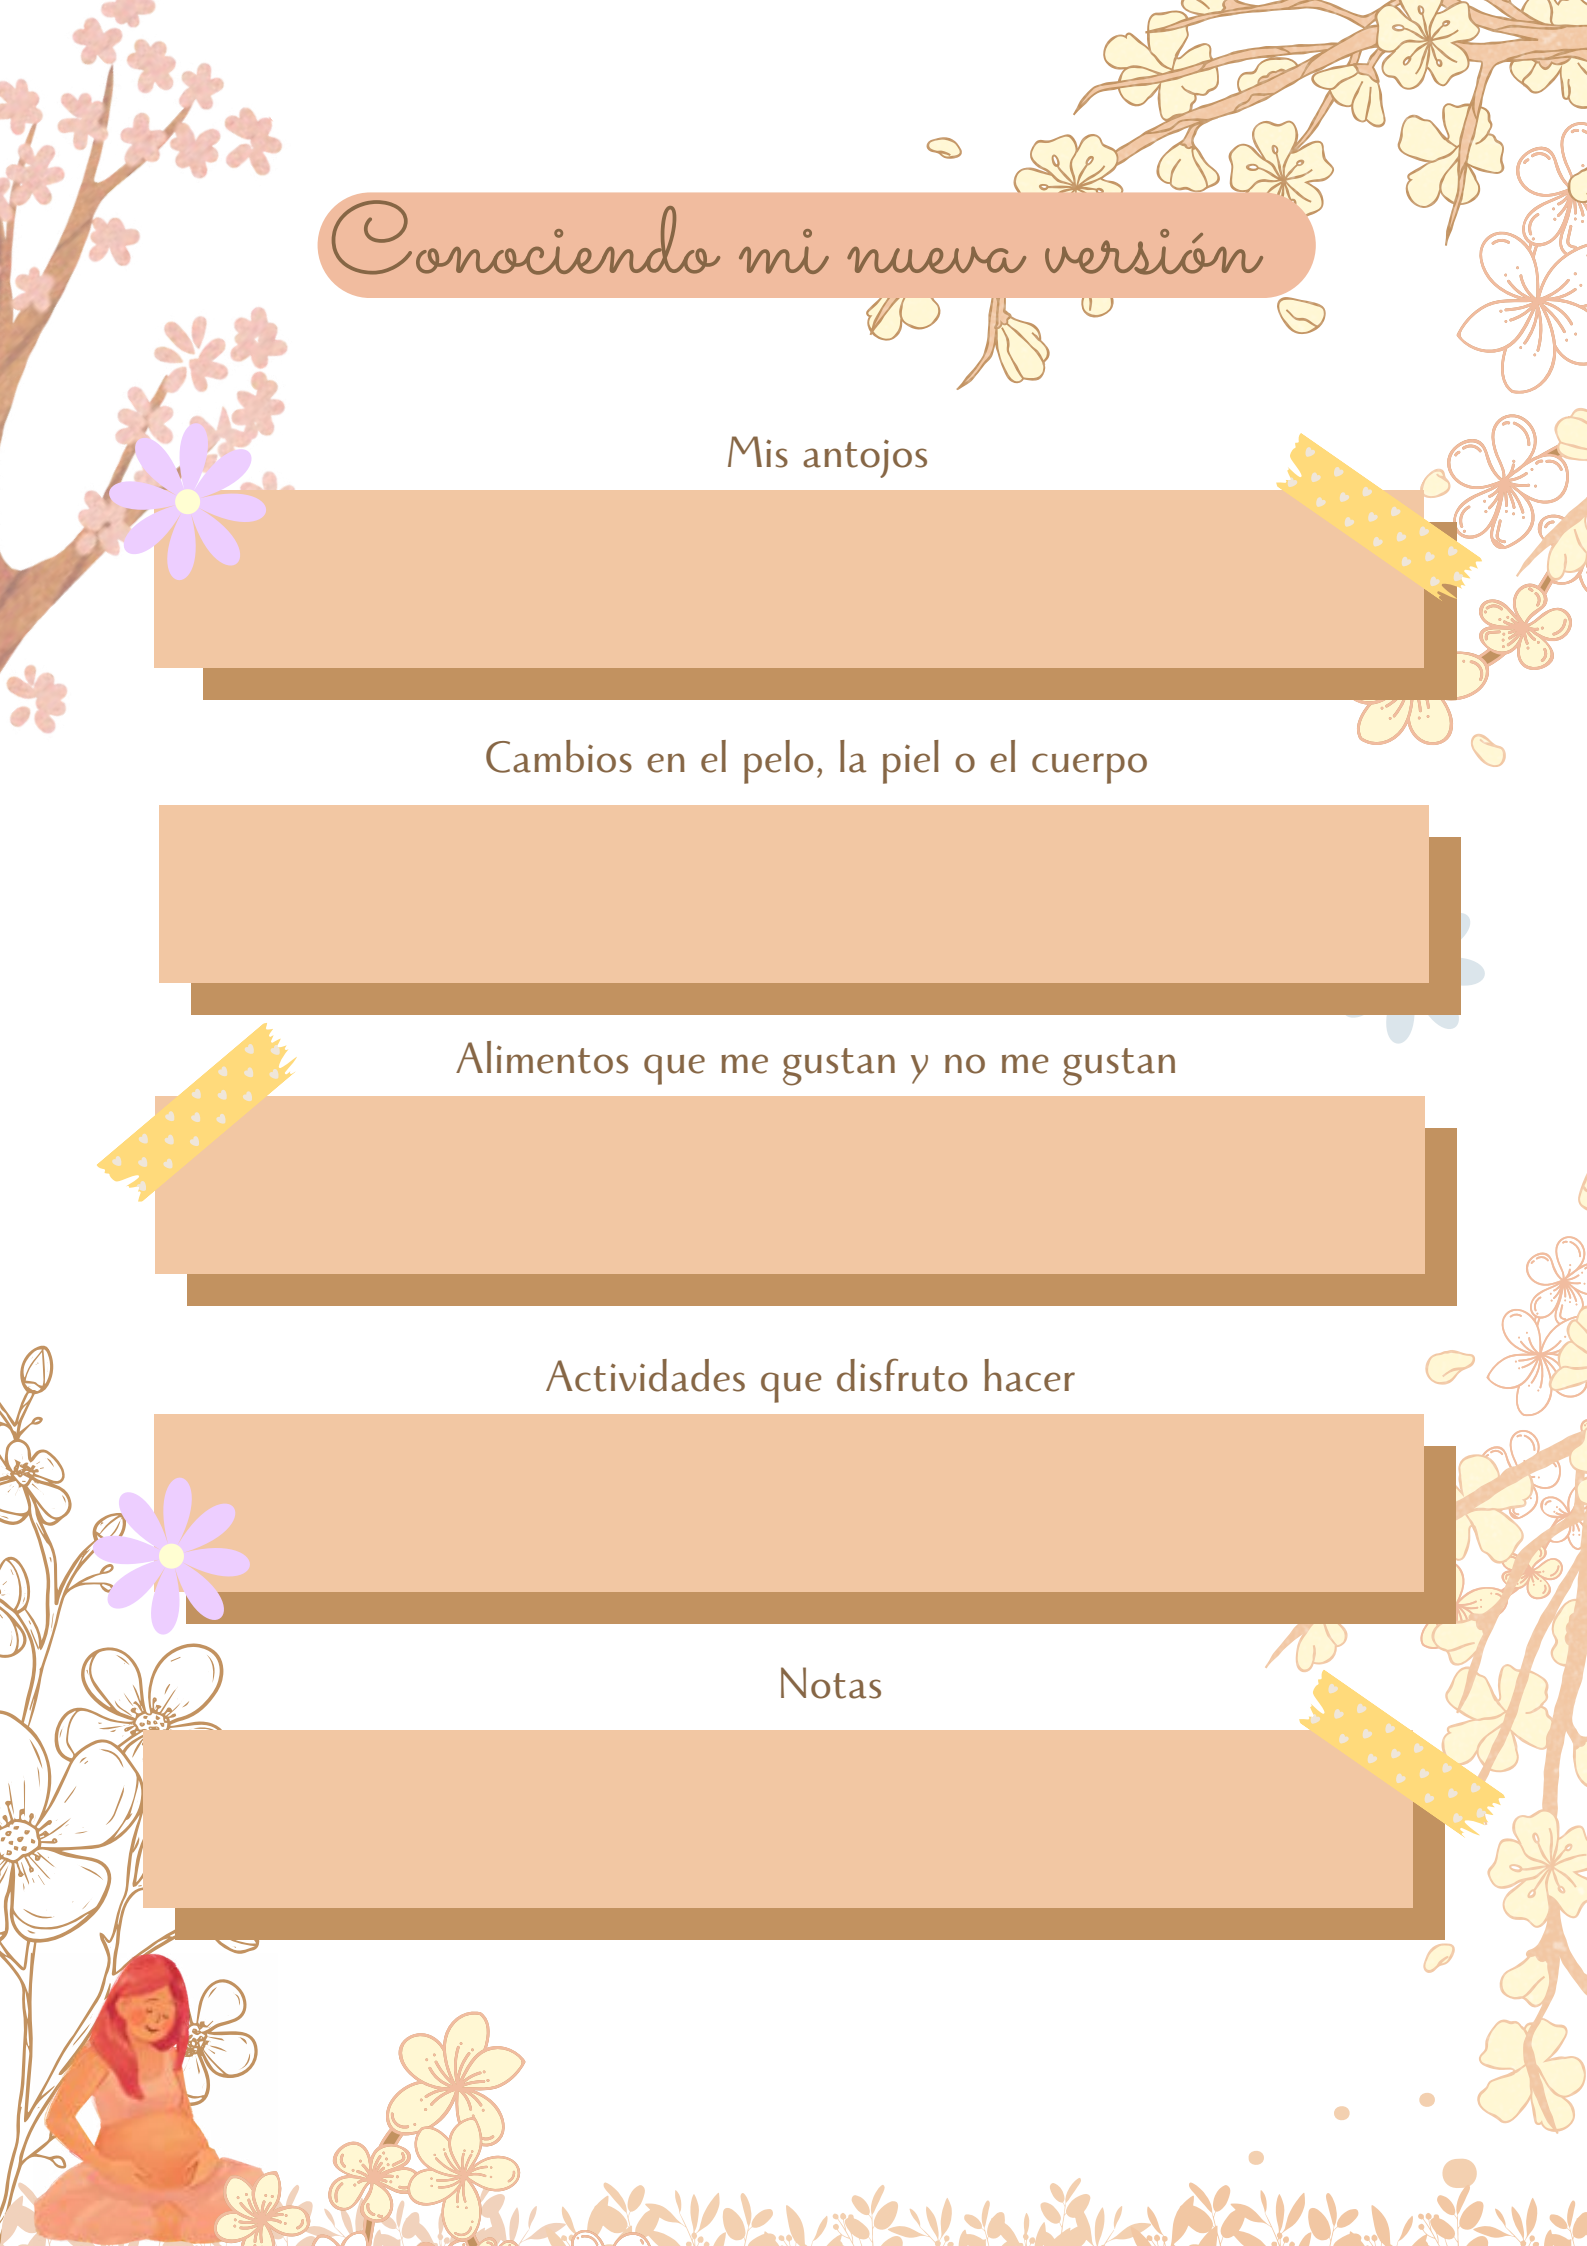 Conociendo mi nueva versión
Mis antojos
Cambios en el pelo, la piel o el cuerpo
Alimentos que me gustan y no me gustan
Actividades que disfruto hacer
Notas